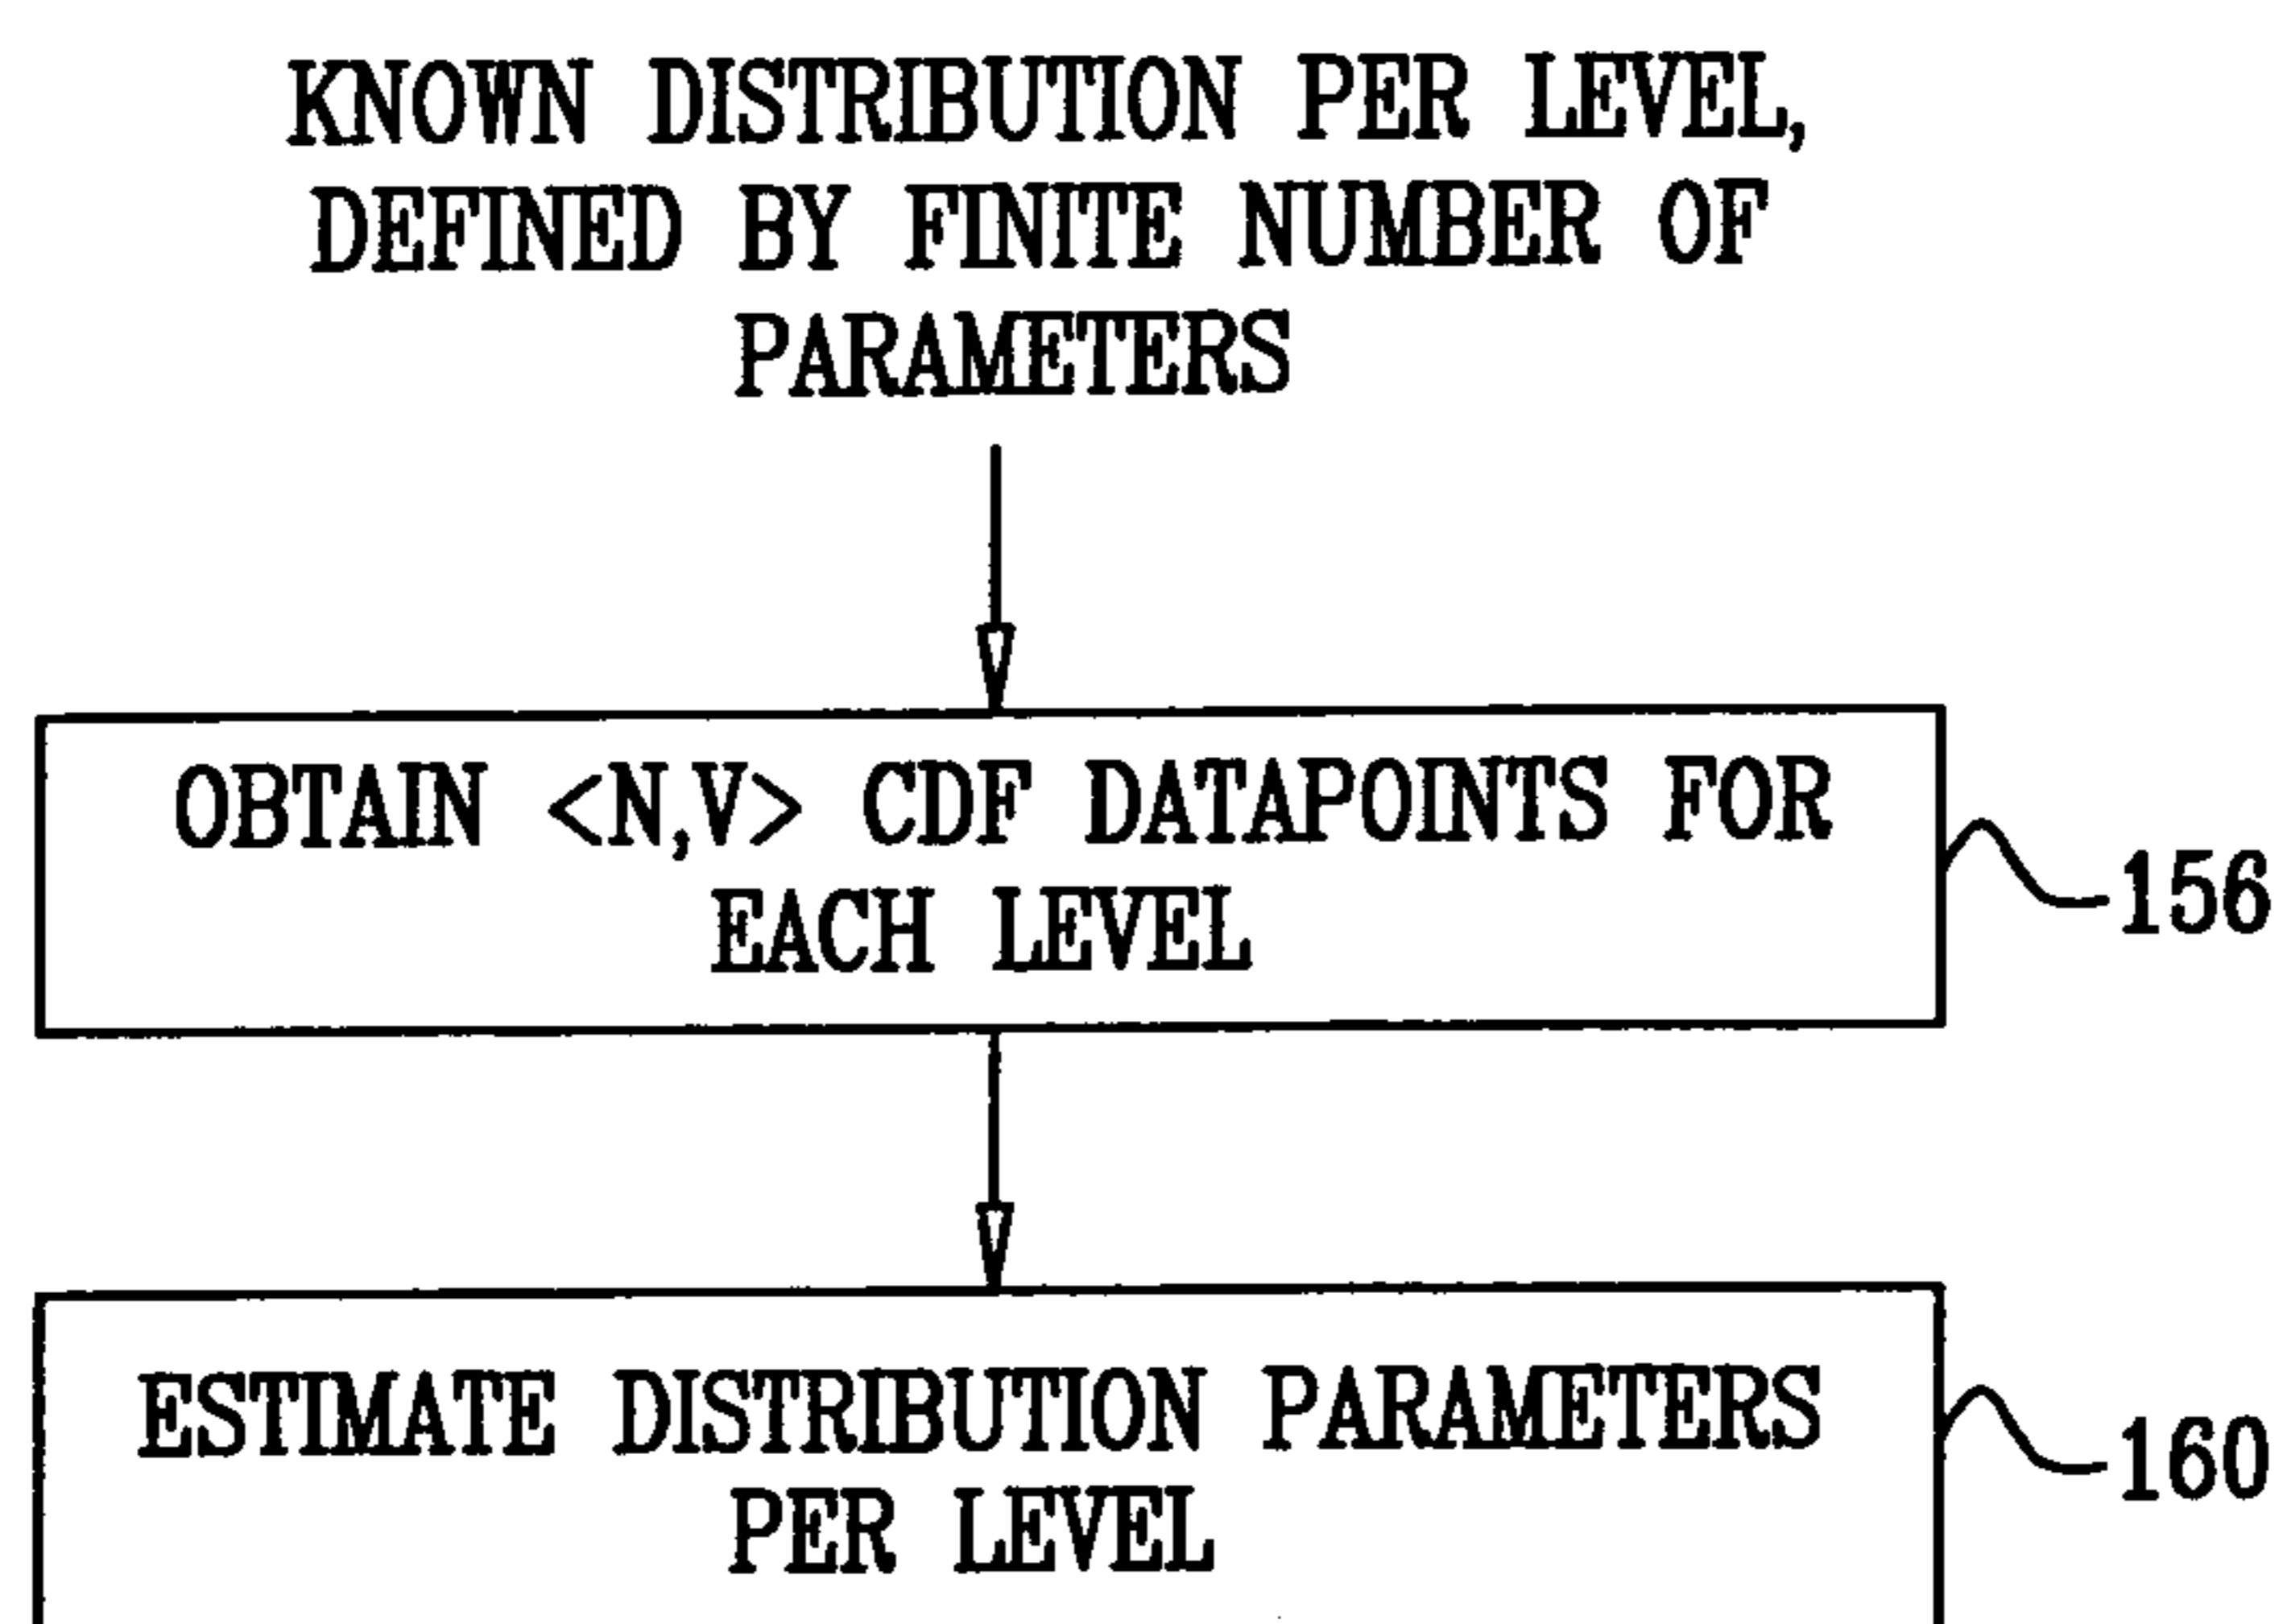 KNOWN DISTRIBUTION PER LEVEL,
DEFINED BY FINITE NUMBER OF
PARAMETERS
OBTAIN <N,V> CDF DATAPOINTS FOR
EACH LEVEL
156
ESTIMATE DISTRIBUTION PARAMETERS
PER LEVEL
160